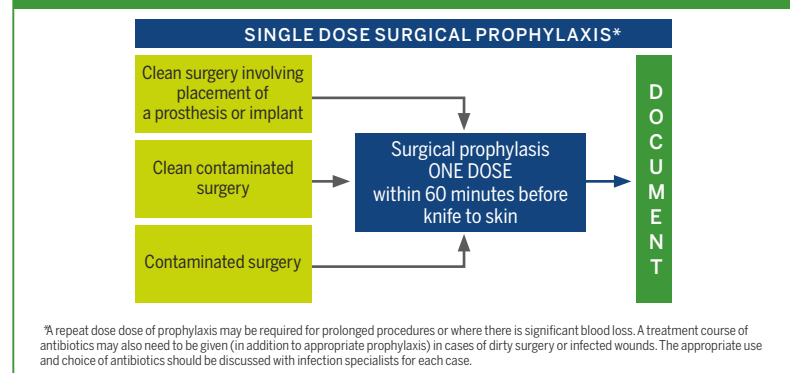 SINGLE DOSE SURGICAL PROPHYLAXIS*
Clean surgery involving
placement of
a prosthesis or implant
Clean contaminated
surgery
Contaminated surgery
Surgical prophylasis
ONE DOSE
within 60 minutes before
knife to skin
D
O
C
U
M
E
N
T
*A repeat dose dose of prophylaxis may be required for prolonged procedures or where there is significant blood loss. A treatment course of
antibiotics may also need to be given (in addition to appropriate prophylaxis) in cases of dirty surgery or infected wounds. The appropriate use
and choice of antibiotics should be discussed with infection specialists for each case.